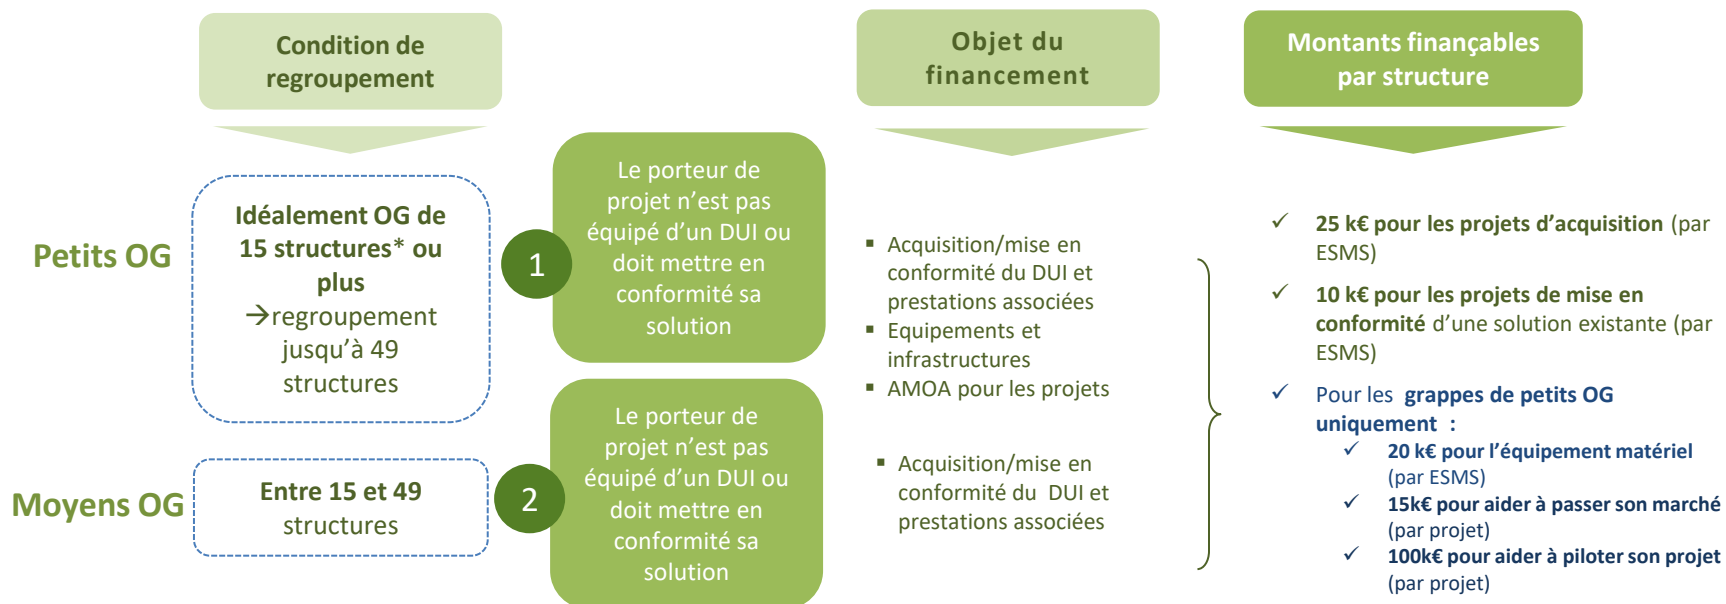 Condition de
regroupement
Objet du
financement
Montants finançables
par structure
Petits OG
Idéalement OG de
15 structures* ou
plus
→regroupement
jusqu'à 49
structures
1
Le porteur de
projet n'est pas
équipé d'un DUI ou
doit mettre en
conformité sa
solution
▪ Acquisition/mise en
conformité du DUI et
prestations associées
▪ Equipements et
infrastructures
▪ AMOA pour les projets
Moyens OG
Entre 15 et 49
structures
2
Le porteur de
projet n'est pas
équipé d'un DUI ou
doit mettre en
conformité sa
solution
▪ Acquisition/mise en
conformité du DUI et
prestations associées
✓ 25 k€ pour les projets d'acquisition (par
ESMS)
✓ 10 k€ pour les projets de mise en
conformité d'une solution existante (par
ESMS)
✓ Pour les grappes de petits OG
uniquement :
✓ 20 k€ pour l'équipement matériel
(par ESMS)
✓ 15k€ pour aider à passer son marché
(par projet)
✓ 100k€ pour aider à piloter son projet
(par projet)